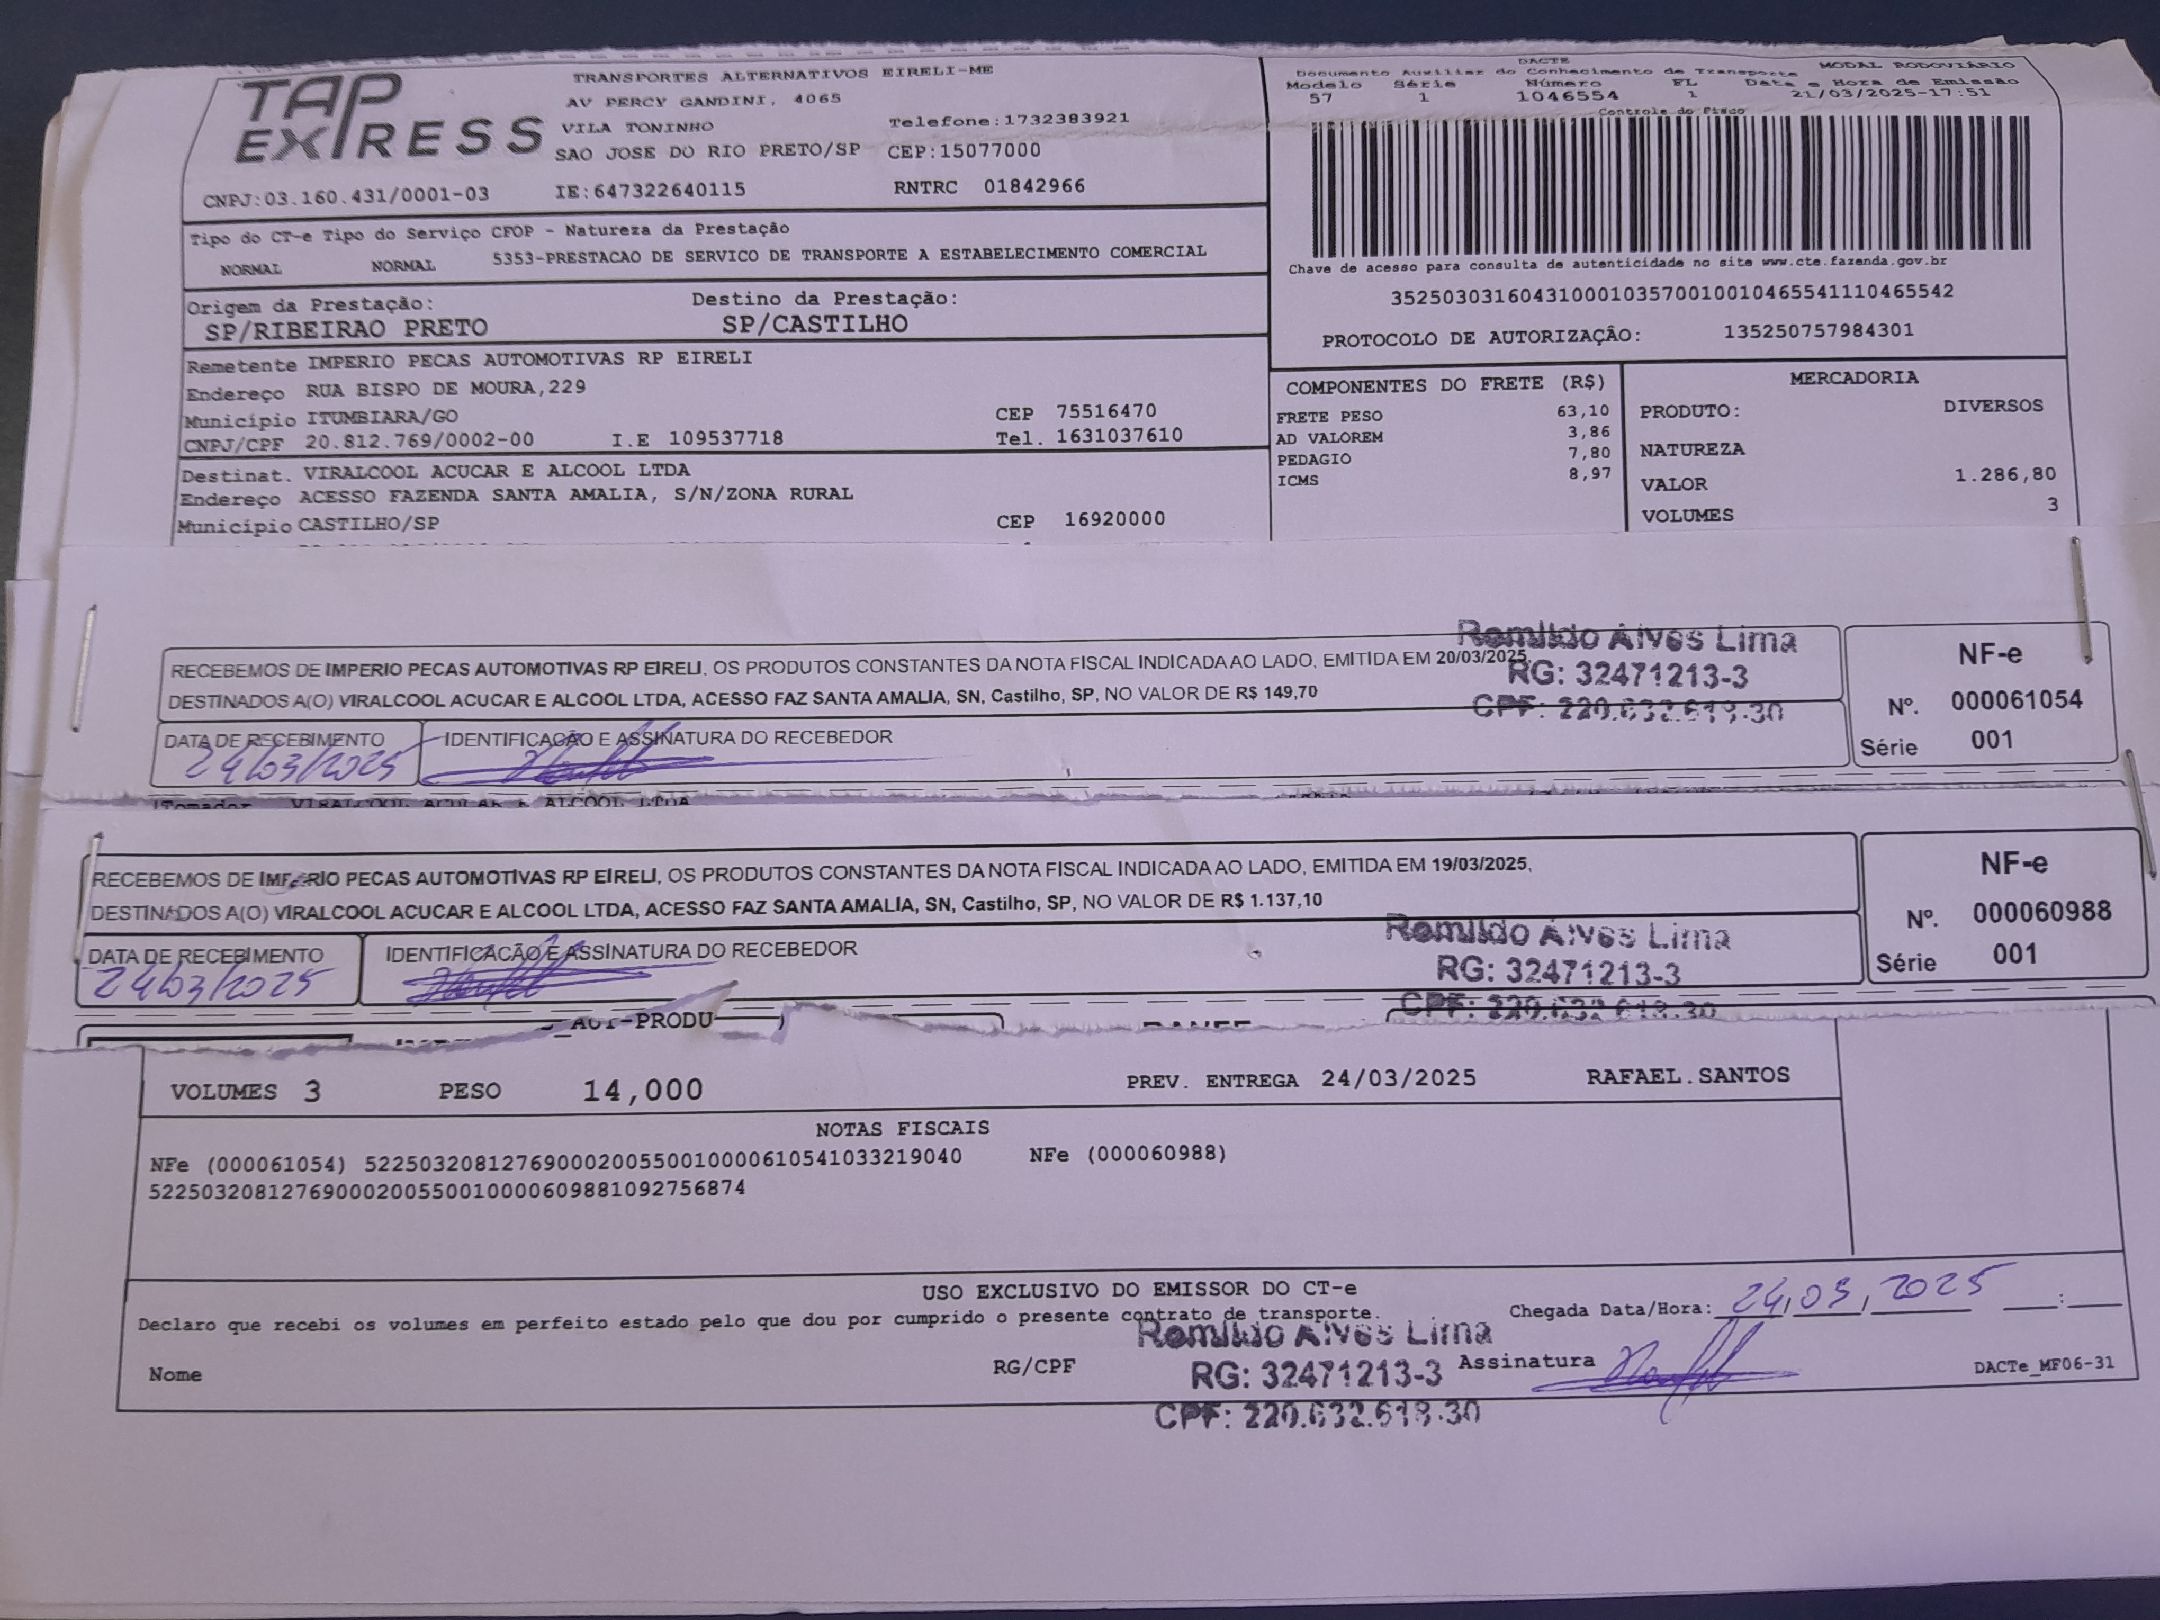 TAP EXPRESS
TRANSPORTES ALTERNATIVOS EIRELI-ME
AV PERCY GANDINI, 4065
VILA TONINHO Telefone:1732383921
SAO JOSE DO RIO PRETO/SP CEP:15077000
CNPJ:03.160.431/0001-03 IE:647322640115 RNTRC 01842966
DACTE MODAL RODOVIÁRIO
Documento Auxiliar do Conhecimento de Transporte
Modelo Série Número FL Data e Hora de Emissão
57 1 1046554 1 21/03/2025-17:51
Controle do Fisco
Chave de acesso para consulta de autenticidade no site www.cte.fazenda.gov.br
35250303160431000103570010010465541110465542
PROTOCOLO DE AUTORIZAÇÃO: 135250757984301
Tipo do CT-e Tipo do Serviço CFOP - Natureza da Prestação
NORMAL NORMAL 5353-PRESTACAO DE SERVICO DE TRANSPORTE A ESTABELECIMENTO COMERCIAL
Origem da Prestação: Destino da Prestação:
SP/RIBEIRAO PRETO SP/CASTILHO
Remetente IMPERIO PECAS AUTOMOTIVAS RP EIRELI
Endereço RUA BISPO DE MOURA,229
Município ITUMBIARA/GO CEP 75516470
CNPJ/CPF 20.812.769/0002-00 I.E 109537718 Tel. 1631037610
Destinat. VIRALCOOL ACUCAR E ALCOOL LTDA
Endereço ACESSO FAZENDA SANTA AMALIA, S/N/ZONA RURAL
Município CASTILHO/SP CEP 16920000
COMPONENTES DO FRETE (R$)
FRETE PESO 63,10
AD VALOREM 3,86
PEDAGIO 7,80
ICMS 8,97
MERCADORIA
PRODUTO: DIVERSOS
NATUREZA
VALOR 1.286,80
VOLUMES 3
RECEBEMOS DE IMPERIO PECAS AUTOMOTIVAS RP EIRELI, OS PRODUTOS CONSTANTES DA NOTA FISCAL INDICADA AO LADO, EMITIDA EM 20/03/2025,
DESTINADOS A(O) VIRALCOOL ACUCAR E ALCOOL LTDA, ACESSO FAZ SANTA AMALIA, SN, Castilho, SP, NO VALOR DE R$ 149,70
Romildo Alves Lima
RG: 32471213-3
CPF: 220.632.618-30
DATA DE RECEBIMENTO IDENTIFICAÇÃO E ASSINATURA DO RECEBEDOR
24/03/2025
NF-e
Nº. 000061054
Série 001
Tomador VIRALCOOL ACUCAR E ALCOOL LTDA
RECEBEMOS DE IMPERIO PECAS AUTOMOTIVAS RP EIRELI, OS PRODUTOS CONSTANTES DA NOTA FISCAL INDICADA AO LADO, EMITIDA EM 19/03/2025,
DESTINADOS A(O) VIRALCOOL ACUCAR E ALCOOL LTDA, ACESSO FAZ SANTA AMALIA, SN, Castilho, SP, NO VALOR DE R$ 1.137,10
Romildo Alves Lima
RG: 32471213-3
CPF: 220.632.618-30
DATA DE RECEBIMENTO IDENTIFICAÇÃO E ASSINATURA DO RECEBEDOR
24/03/2025
NF-e
Nº. 000060988
Série 001
VOLUMES 3 PESO 14,000 PREV. ENTREGA 24/03/2025 RAFAEL.SANTOS
NOTAS FISCAIS
NFe (000061054) 52250320812769000200550010000610541033219040 NFe (000060988)
52250320812769000200550010000609881092756874
USO EXCLUSIVO DO EMISSOR DO CT-e
Declaro que recebi os volumes em perfeito estado pelo que dou por cumprido o presente contrato de transporte. Chegada Data/Hora: 24/03/2025 __:__
Romildo Alves Lima
Nome RG/CPF RG: 32471213-3 Assinatura DACTe_MF06-31
CPF: 220.632.618-30